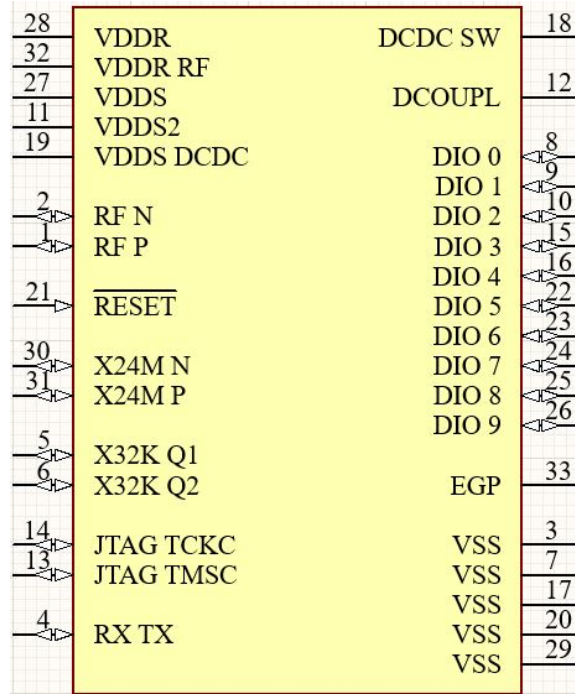 28 VDDR DCDC SW 18
32 VDDR RF
27 VDDS DCOUPL 12
11 VDDS2
19 VDDS DCDC DIO 0 8
DIO 1 9
2 RF N DIO 2 10
1 RF P DIO 3 15
DIO 4 16
21 RESET DIO 5 22
DIO 6 23
30 X24M N DIO 7 24
31 X24M P DIO 8 25
DIO 9 26
5 X32K Q1
6 X32K Q2 EGP 33
14 JTAG TCKC VSS 3
13 JTAG TMSC VSS 7
VSS 17
4 RX TX VSS 20
VSS 29